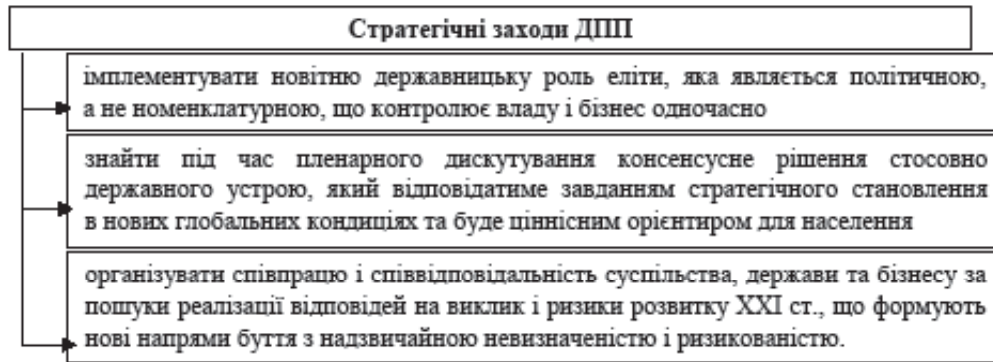 Стратегічні заходи ДПП
імплементувати новітню державницьку роль еліти, яка являється політичною,
а не номенклатурною, що контролює владу і бізнес одночасно
знайти під час пленарного дискутування консенсусне рішення стосовно
державного устрою, який відповідатиме завданням стратегічного становлення
в нових глобальних кондиціях та буде ціннісним орієнтиром для населення
організувати співпрацю і співвідповідальність суспільства, держави та бізнесу за
пошуки реалізації відповідей на виклик і ризики розвитку XXI ст., що формують
нові напрями буття з надзвичайною невизначеністю і ризикованістю.